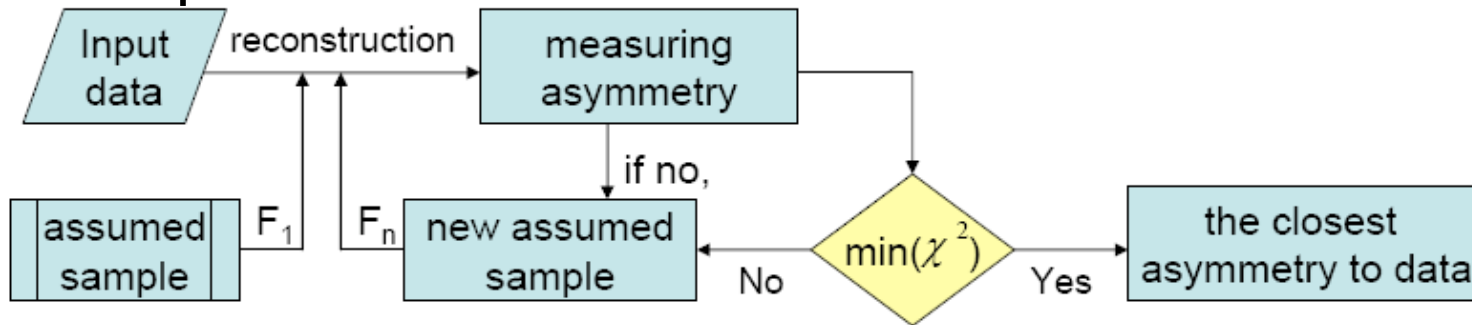 Input
data
reconstruction
measuring
asymmetry
if no,
assumed
sample
F₁
Fₙ
new assumed
sample
No
min(χ²)
Yes
the closest
asymmetry to data